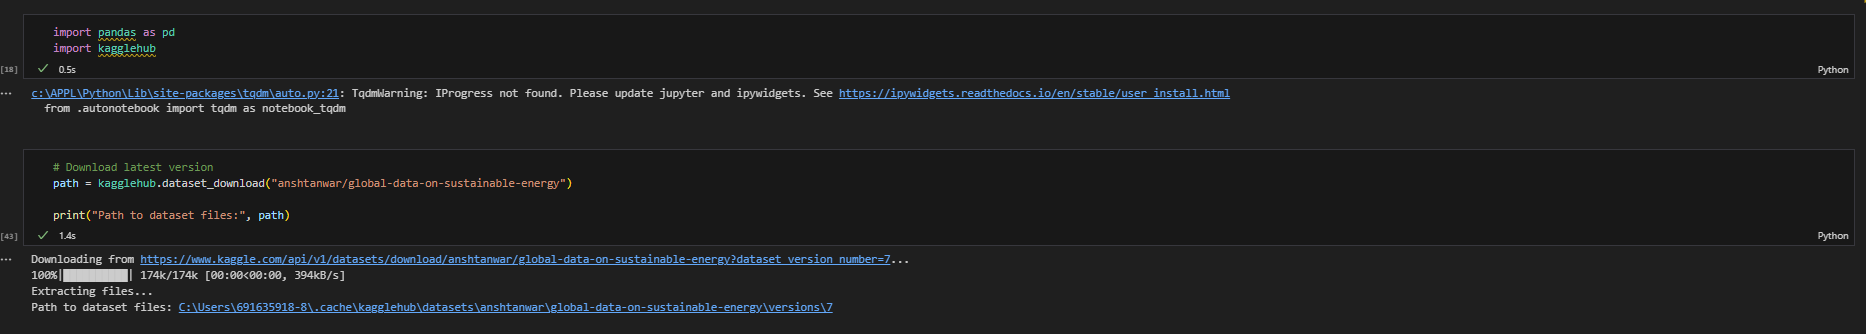 import pandas as pd
import kagglehub
[18]
0.5s
Python
c:\APPL\Python\Lib\site-packages\tqdm\auto.py:21: TqdmWarning: IProgress not found. Please update jupyter and ipywidgets. See https://ipywidgets.readthedocs.io/en/stable/user_install.html
from .autonotebook import tqdm as notebook_tqdm
# Download latest version
path = kagglehub.dataset_download("anshtanwar/global-data-on-sustainable-energy")
print("Path to dataset files:", path)
[43]
1.4s
Python
Downloading from https://www.kaggle.com/api/v1/datasets/download/anshtanwar/global-data-on-sustainable-energy?dataset_version_number=7...
100%|██████████| 174k/174k [00:00<00:00, 394kB/s]
Extracting files...
Path to dataset files: C:\Users\691635918-8\.cache\kagglehub\datasets\anshtanwar\global-data-on-sustainable-energy\versions\7